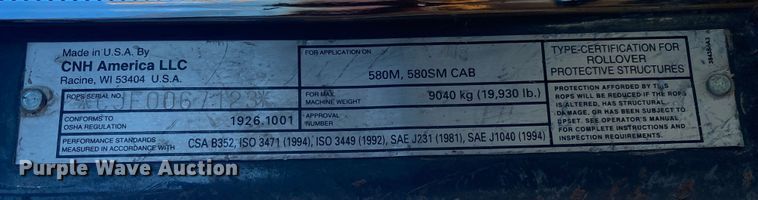 Made in U.S.A. By
CNH America LLC
Racine, WI 53404 U.S.A.
FOR APPLICATION ON
580M, 580SM CAB
TYPE-CERTIFICATION FOR
ROLLOVER
PROTECTIVE STRUCTURES
ROPS SERIAL NO.
FOR MAX.
MACHINE WEIGHT
9040 kg (19,930 lb.)
CONFORMS TO
OSHA REGULATION
1926.1001
APPROVAL
NUMBER
PERFORMANCE STANDARDS
MEASURED IN ACCORDANCE WITH
CSA B352, ISO 3471 (1994), ISO 3449 (1992), SAE J231 (1981), SAE J1040 (1994)
THE PROTECTION OFFERED BY THIS
ROPS WILL BE REDUCED IF THE ROPS
IS ALTERED, HAS STRUCTURAL
DAMAGE, OR HAS BEEN SUBJECT TO
UPSET. SEE OPERATOR'S MANUAL
FOR COMPLETE INSTRUCTIONS AND
INSPECTION REQUIREMENTS.
Purple Wave Auction